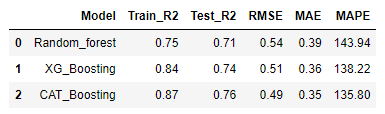 Model Train_R2 Test_R2 RMSE MAE MAPE
0 Random_forest 0.75 0.71 0.54 0.39 143.94
1 XG_Boosting 0.84 0.74 0.51 0.36 138.22
2 CAT_Boosting 0.87 0.76 0.49 0.35 135.80